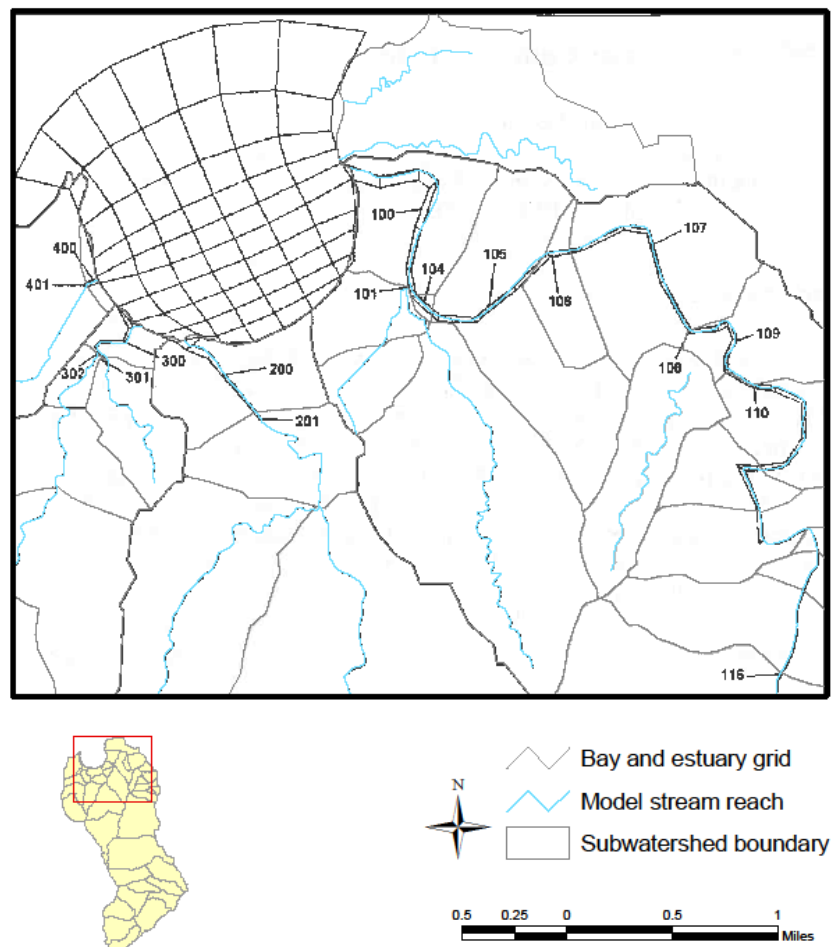 107
100
400
105
106
104
401
101
109
108
300
302
301
200
110
201
116
N
Bay and estuary grid
Model stream reach
Subwatershed boundary
0.5 0.25 0 0.5 1
Miles